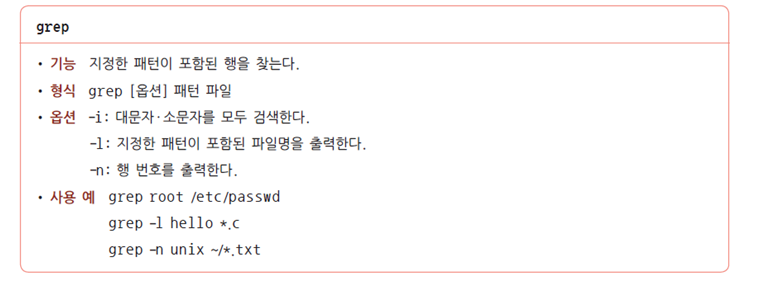 grep
• 기능 지정한 패턴이 포함된 행을 찾는다.
• 형식 grep [옵션] 패턴 파일
• 옵션 -i: 대문자·소문자를 모두 검색한다.
-l: 지정한 패턴이 포함된 파일명을 출력한다.
-n: 행 번호를 출력한다.
• 사용 예 grep root /etc/passwd
grep -l hello *.c
grep -n unix ~/*.txt